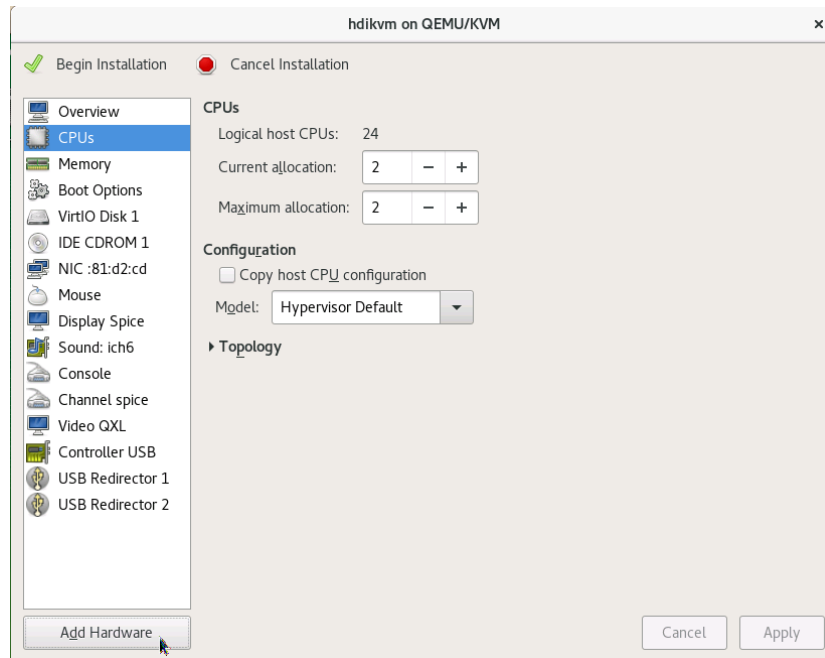 hdikvm on QEMU/KVM ×
Begin Installation Cancel Installation
Overview
CPUs
Memory
Boot Options
VirtIO Disk 1
IDE CDROM 1
NIC :81:d2:cd
Mouse
Display Spice
Sound: ich6
Console
Channel spice
Video QXL
Controller USB
USB Redirector 1
USB Redirector 2
Add Hardware
CPUs
Logical host CPUs: 24
Current allocation: 2 − +
Maximum allocation: 2 − +
Configuration
Copy host CPU configuration
Model: Hypervisor Default
Topology
Cancel Apply